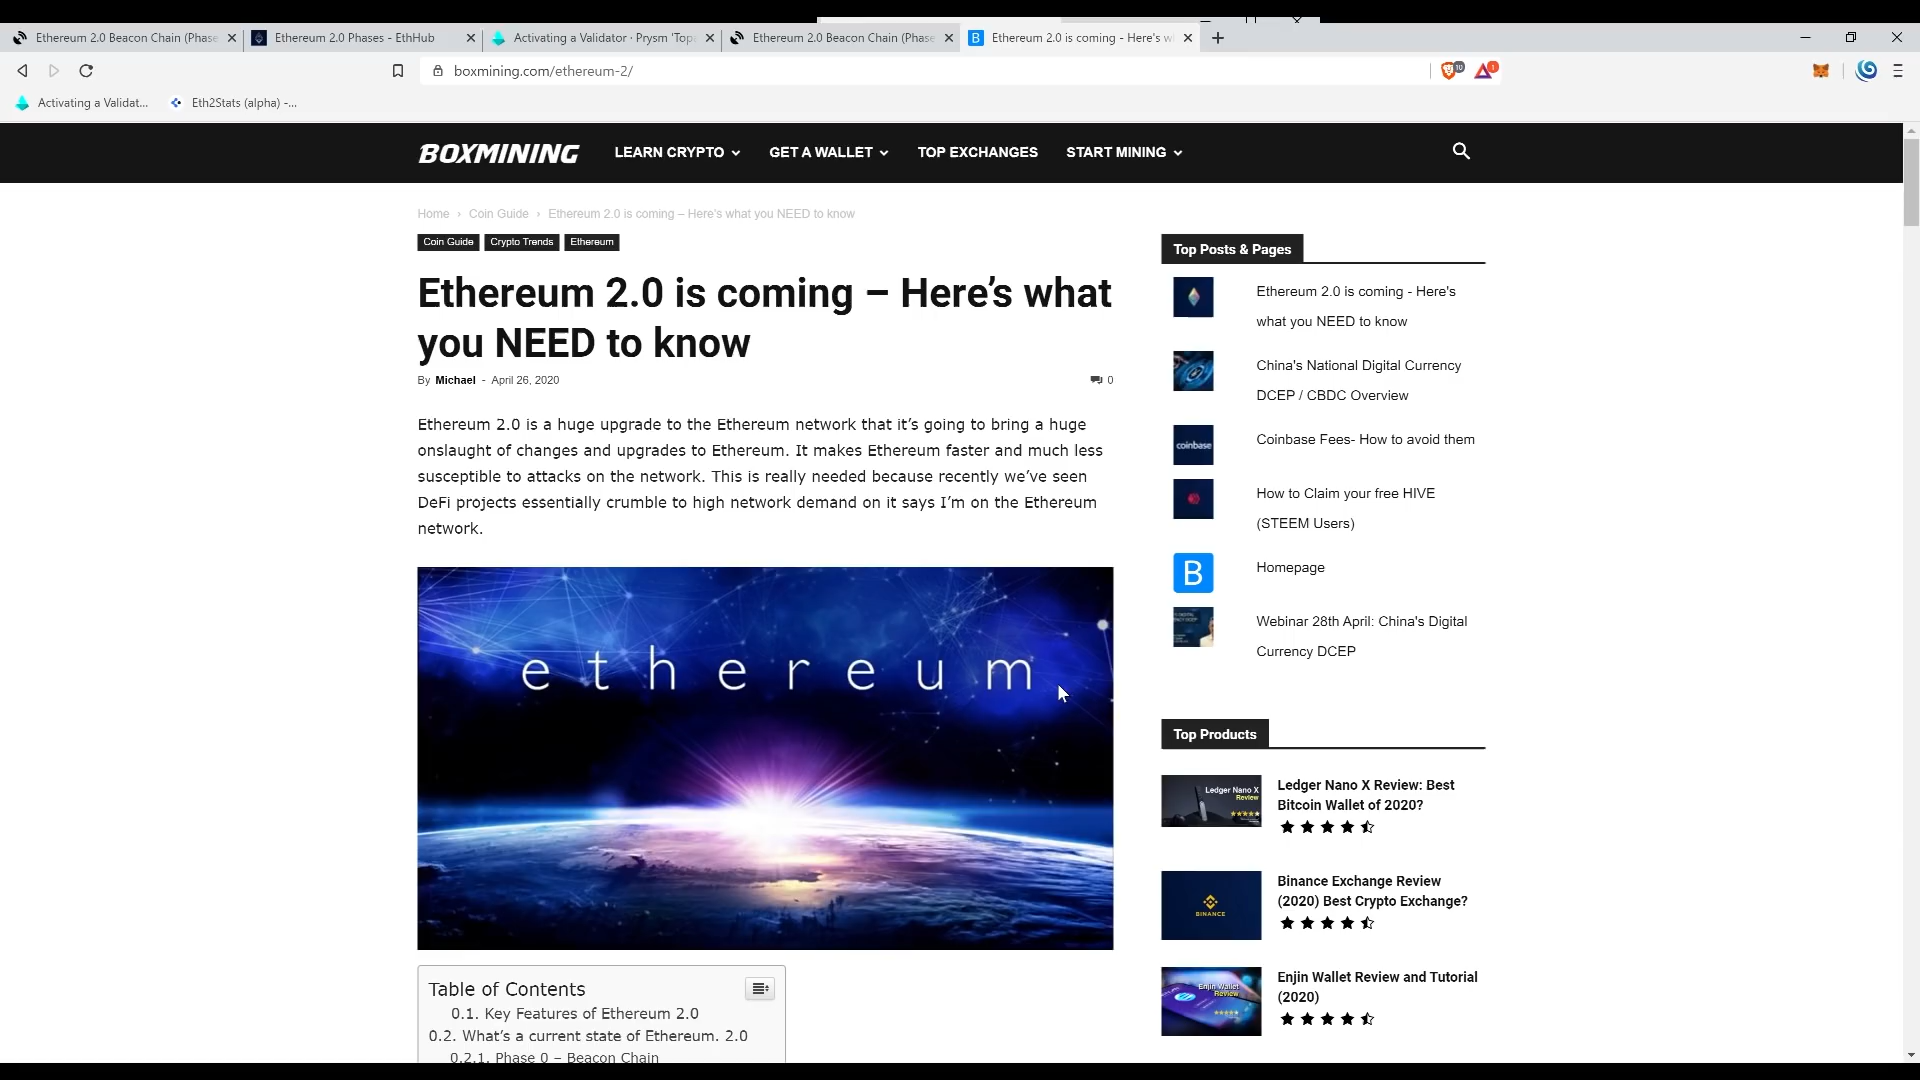 Ethereum 2.0 Beacon Chain (Phase
Ethereum 2.0 Phases - EthHub
Activating a Validator · Prysm 'Top
Ethereum 2.0 Beacon Chain (Phase
Ethereum 2.0 is coming - Here's w
boxmining.com/ethereum-2/
10
1
Activating a Validat...
Eth2Stats (alpha) -...
BOXMINING
LEARN CRYPTO
GET A WALLET
TOP EXCHANGES
START MINING
Home › Coin Guide › Ethereum 2.0 is coming – Here's what you NEED to know
Coin Guide
Crypto Trends
Ethereum
Ethereum 2.0 is coming – Here’s what
you NEED to know
By Michael - April 26, 2020
0
Ethereum 2.0 is a huge upgrade to the Ethereum network that it’s going to bring a huge
onslaught of changes and upgrades to Ethereum. It makes Ethereum faster and much less
susceptible to attacks on the network. This is really needed because recently we’ve seen
DeFi projects essentially crumble to high network demand on it says I’m on the Ethereum
network.
ethereum
Table of Contents
0.1. Key Features of Ethereum 2.0
0.2. What’s a current state of Ethereum. 2.0
0.2.1. Phase 0 – Beacon Chain
Top Posts & Pages
Ethereum 2.0 is coming - Here's
what you NEED to know
China's National Digital Currency
DCEP / CBDC Overview
coinbase
Coinbase Fees- How to avoid them
How to Claim your free HIVE
(STEEM Users)
B
Homepage
Webinar 28th April: China's Digital
Currency DCEP
Top Products
Ledger Nano X
Review
Ledger Nano X Review: Best
Bitcoin Wallet of 2020?
BINANCE
Binance Exchange Review
(2020) Best Crypto Exchange?
Enjin Wallet
Review
Enjin Wallet Review and Tutorial
(2020)